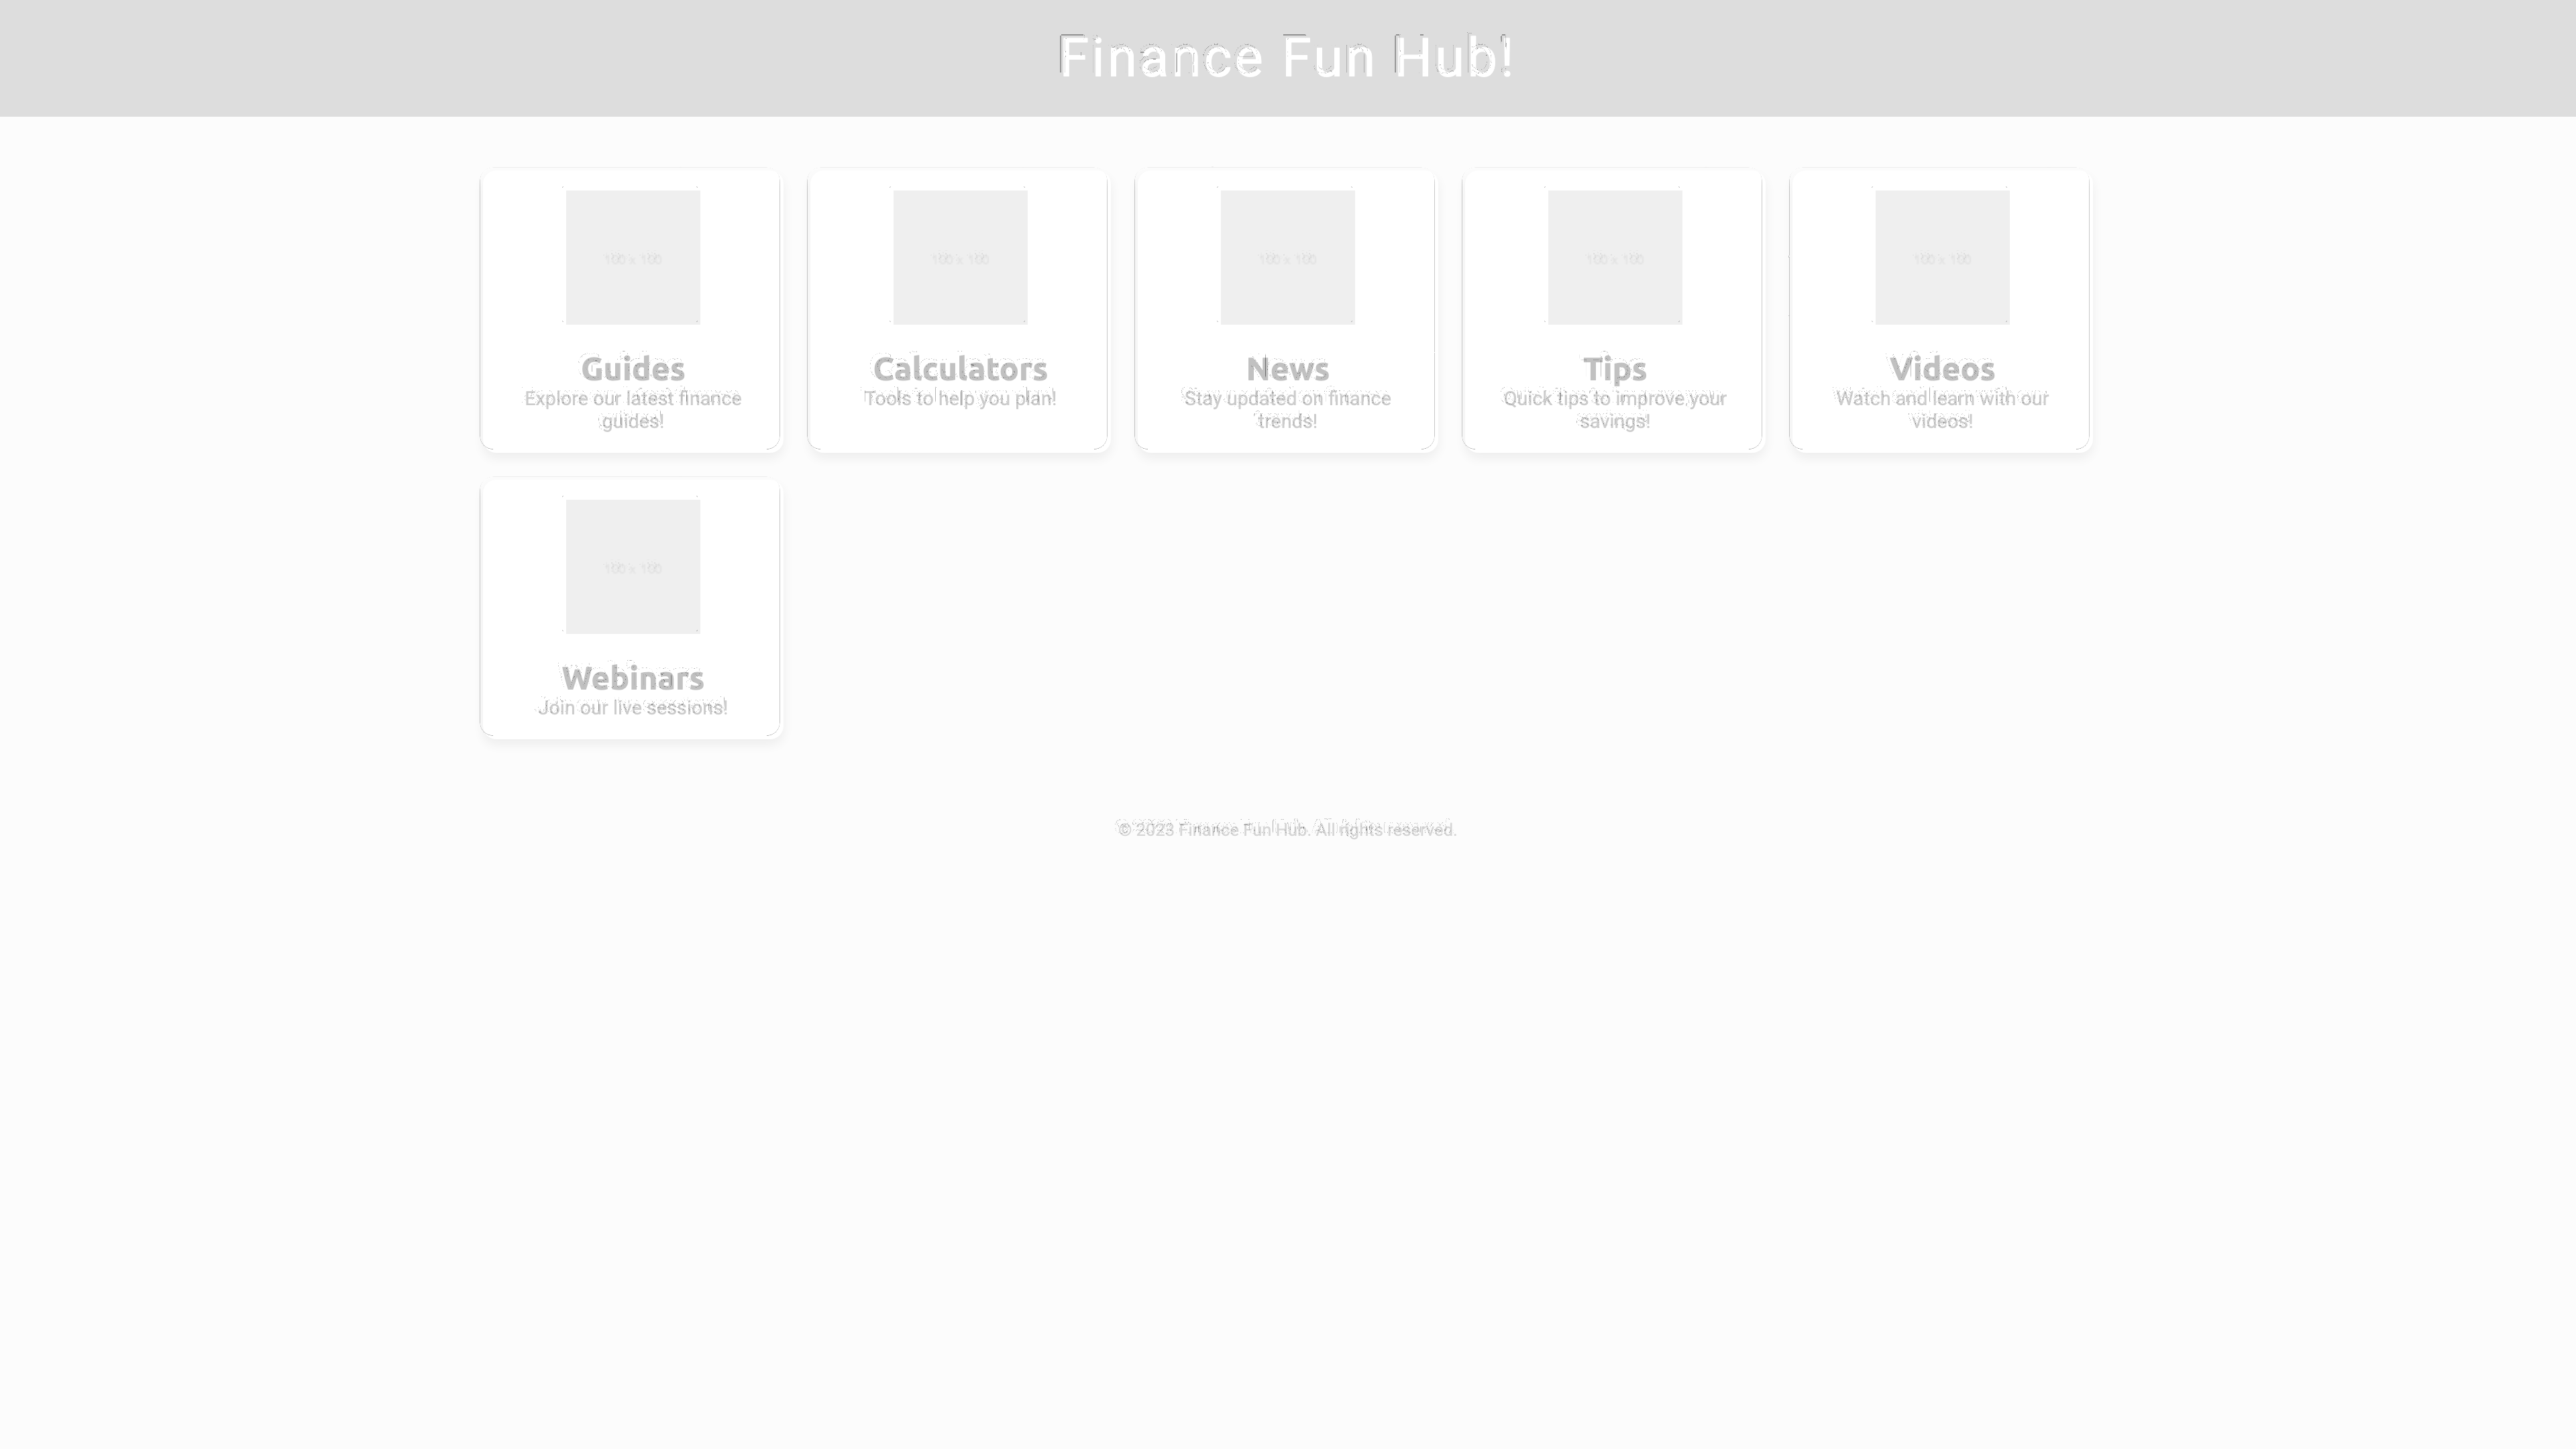 Finance Fun Hub!
100 x 100
100 x 100
100 x 100
100 x 100
100 x 100
Guides
Explore our latest finance
guides!
Calculators
Tools to help you plan!
News
Stay updated on finance
trends!
Tips
Quick tips to improve your
savings!
Videos
Watch and learn with our
videos!
100 x 100
Webinars
Join our live sessions!
© 2023 Finance Fun Hub. All rights reserved.